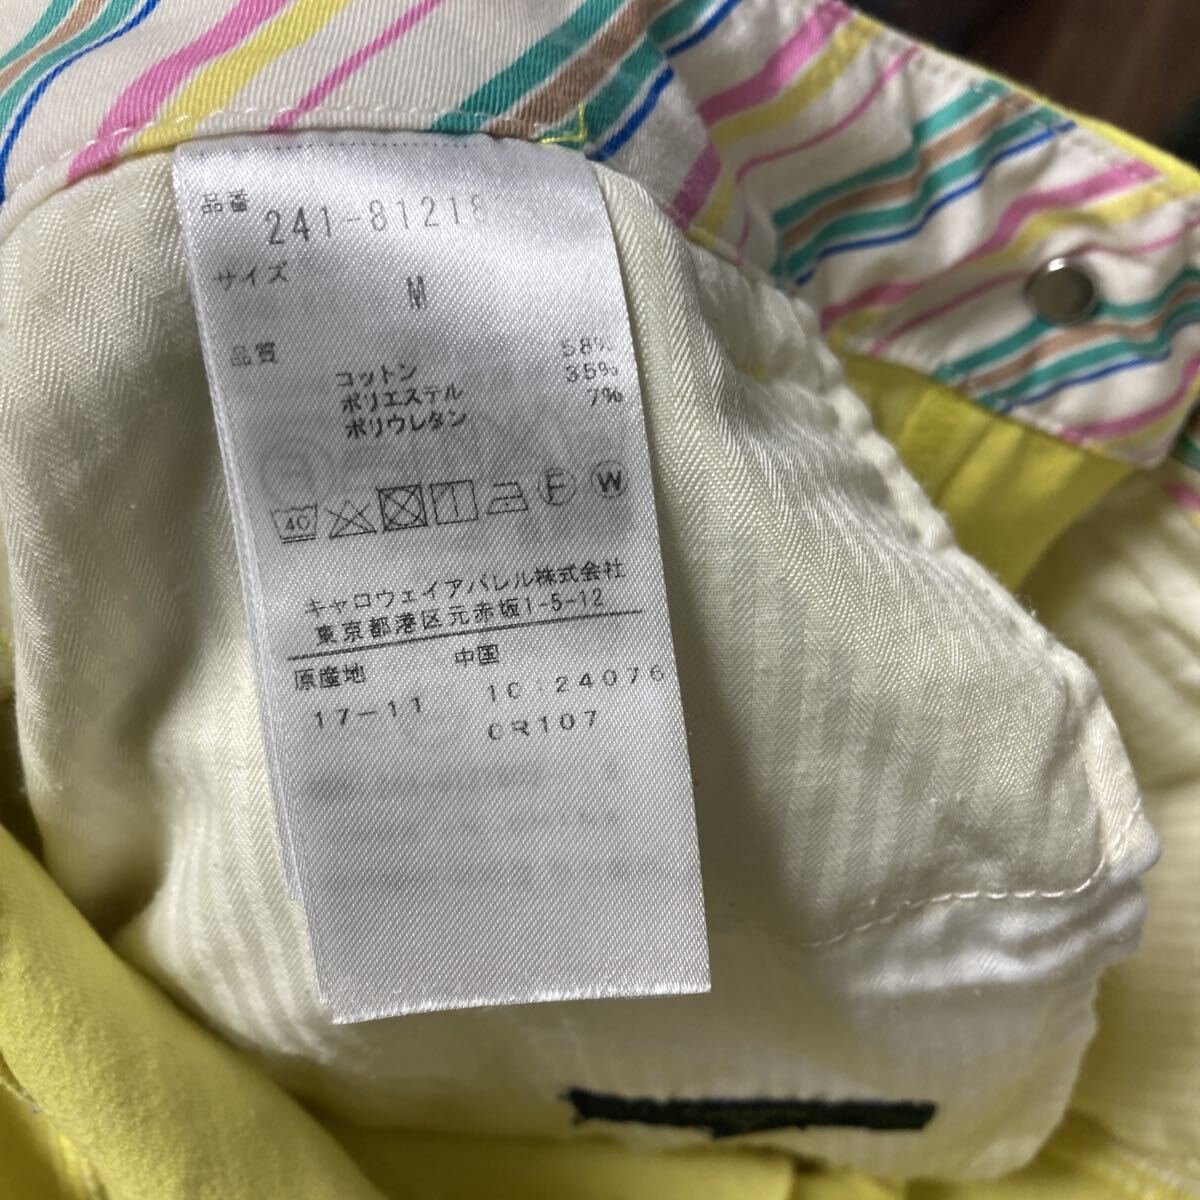 品番 241-81218
サイズ M
品質
コットン 58%
ポリエステル 35%
ポリウレタン 7%
40 F W
キャロウェイアパレル株式会社
東京都港区元赤坂1-5-12
原産地 中国
17-11 10:24076
CR107